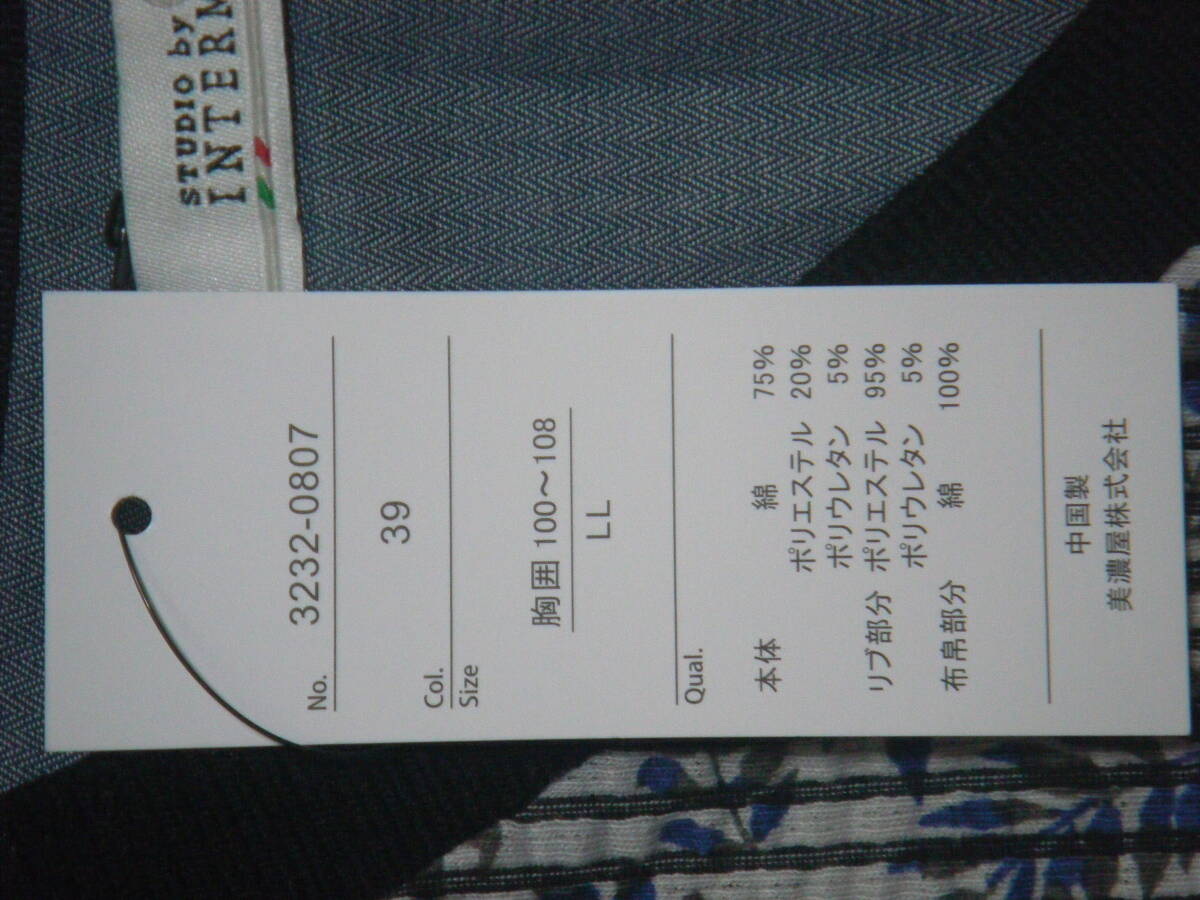 STUDIO by
INTERM
No. 3232-0807
Col. 39
Size
胸囲 100～108
LL
Qual.
本体 綿 75%
ポリエステル 20%
ポリウレタン 5%
リブ部分 ポリエステル 95%
ポリウレタン 5%
布帛部分 綿 100%
中国製
美濃屋株式会社